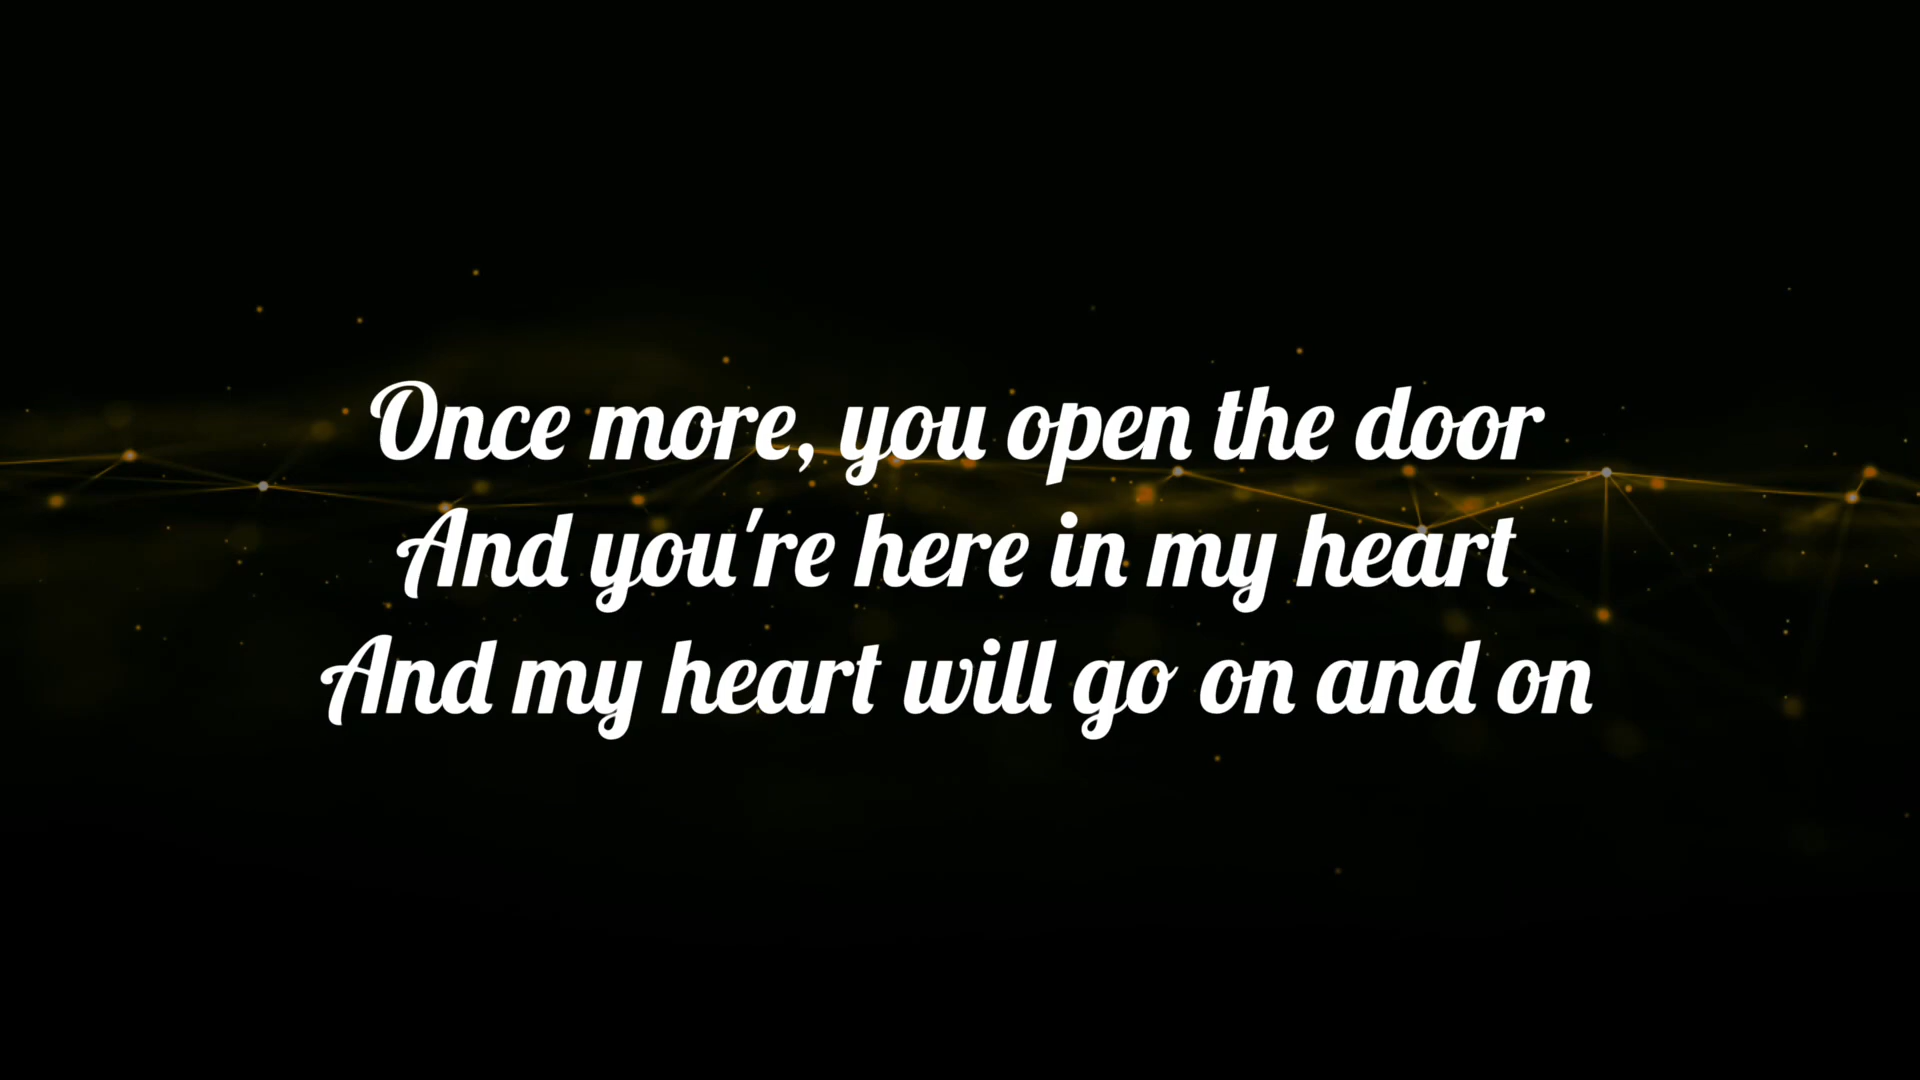 Once more, you open the door
And you're here in my heart
And my heart will go on and on